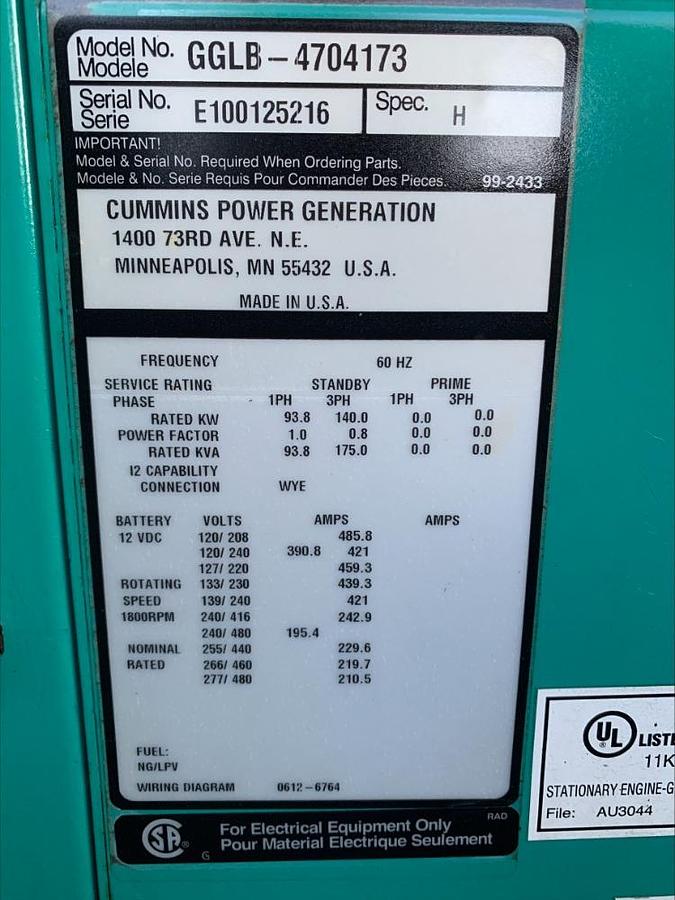 Model No. GGLB-4704173
Modele
Serial No. E100125216 Spec. H
Serie
IMPORTANT!
Model & Serial No. Required When Ordering Parts.
Modele & No. Serie Requis Pour Commander Des Pieces. 99-2433
CUMMINS POWER GENERATION
1400 73RD AVE. N.E.
MINNEAPOLIS, MN 55432 U.S.A.
MADE IN U.S.A.
FREQUENCY 60 HZ
SERVICE RATING STANDBY PRIME
PHASE 1PH 3PH 1PH 3PH
RATED KW 93.8 140.0 0.0 0.0
POWER FACTOR 1.0 0.8 0.0 0.0
RATED KVA 93.8 175.0 0.0 0.0
I2 CAPABILITY
CONNECTION WYE
BATTERY VOLTS AMPS AMPS
12 VDC 120/ 208 485.8
120/ 240 390.8 421
127/ 220 459.3
ROTATING 133/ 230 439.3
SPEED 139/ 240 421
1800RPM 240/ 416 242.9
240/ 480 195.4
NOMINAL 255/ 440 229.6
RATED 266/ 460 219.7
277/ 480 210.5
FUEL:
NG/LPV
WIRING DIAGRAM 0612-6764
RAD
SA ® G For Electrical Equipment Only
Pour Material Electrique Seulement
UL LISTE
11K
STATIONARY ENGINE-G
File: AU3044